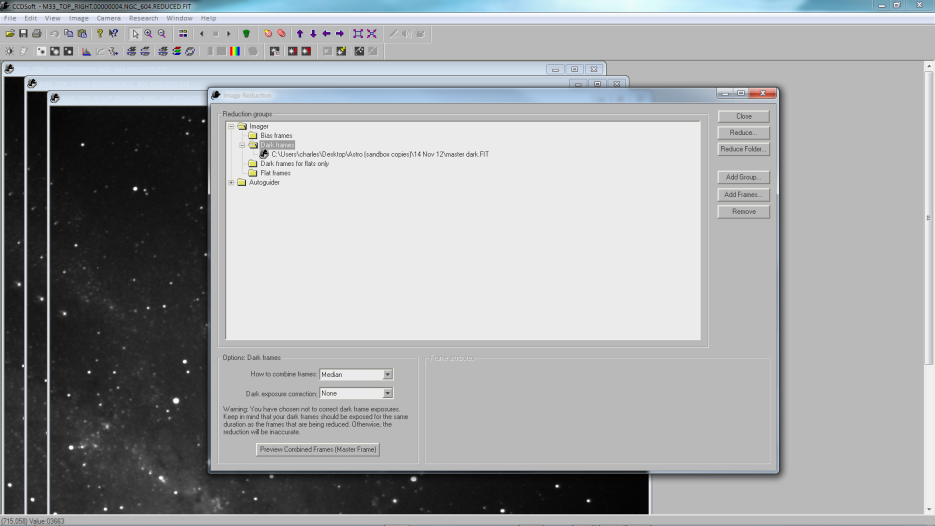 CCDSoft - M33_TOP_RIGHT.00000004.NGC_604.REDUCED.FIT
File Edit View Image Camera Research Window Help
Image Reduction
Reduction groups
Imager
Bias frames
Dark frames
C:\Users\charles\Desktop\Astro (sandbox copies)\14 Nov 12\master dark.FIT
Dark frames for flats only
Flat frames
Autoguider
Close
Reduce...
Reduce Folder...
Add Group...
Add Frames...
Remove
Options: Dark frames
How to combine frames: Median
Dark exposure correction: None
Warning: You have chosen not to correct dark frame exposures.
Keep in mind that your dark frames should be exposed for the same
duration as the frames that are being reduced. Otherwise, the
reduction will be inaccurate.
Preview Combined Frames (Master Frame)
Frame attributes
(715,058) Value:03663